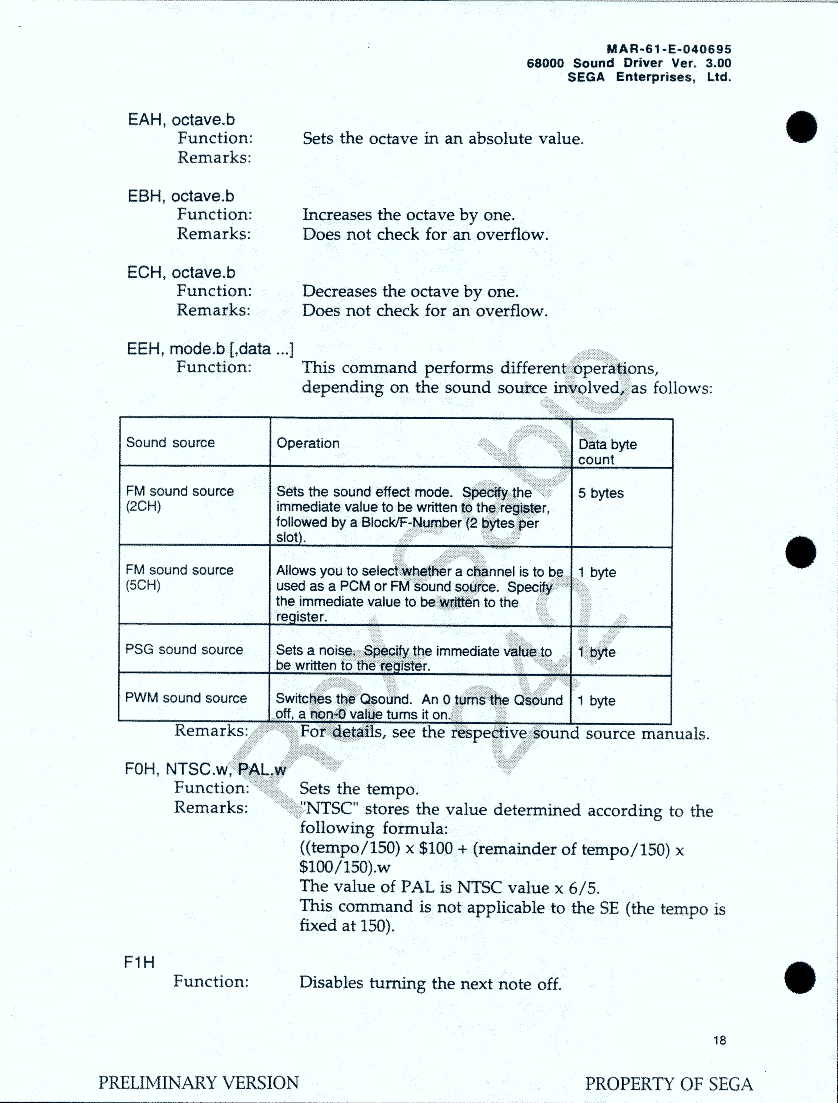 MAR-61-E-040695
68000 Sound Driver Ver. 3.00
SEGA Enterprises, Ltd.
EAH, octave.b
Function: Sets the octave in an absolute value.
Remarks:
EBH, octave.b
Function: Increases the octave by one.
Remarks: Does not check for an overflow.
ECH, octave.b
Function: Decreases the octave by one.
Remarks: Does not check for an overflow.
EEH, mode.b [,data ...]
Function: This command performs different operations,
depending on the sound source involved, as follows:
Sound source Operation Data byte
count
FM sound source Sets the sound effect mode. Specify the 5 bytes
(2CH) immediate value to be written to the register,
followed by a Block/F-Number (2 bytes per
slot).
FM sound source Allows you to select whether a channel is to be 1 byte
(5CH) used as a PCM or FM sound source. Specify
the immediate value to be written to the
register.
PSG sound source Sets a noise. Specify the immediate value to 1 byte
be written to the register.
PWM sound source Switches the Qsound. An 0 turns the Qsound 1 byte
off, a non-0 value turns it on.
Remarks: For details, see the respective sound source manuals.
F0H, NTSC.w, PAL.w
Function: Sets the tempo.
Remarks: "NTSC" stores the value determined according to the
following formula:
((tempo/150) x $100 + (remainder of tempo/150) x
$100/150).w
The value of PAL is NTSC value x 6/5.
This command is not applicable to the SE (the tempo is
fixed at 150).
F1H
Function: Disables turning the next note off.
18
PRELIMINARY VERSION PROPERTY OF SEGA
Rex Sabio
242